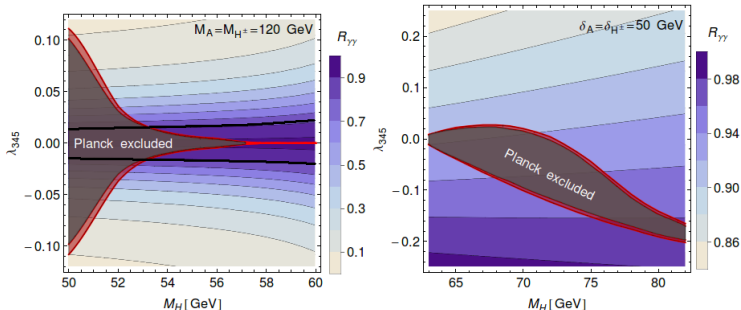 M_A=M_H±=120 GeV
R_γγ
0.10
0.05
0.00
−0.05
−0.10
λ_345
Planck excluded
0.9
0.7
0.5
0.3
0.1
50
52
54
56
58
60
M_H [GeV]
δ_A=δ_H±=50 GeV
R_γγ
0.2
0.1
0.0
−0.1
−0.2
λ_345
Planck excluded
0.98
0.94
0.90
0.86
65
70
75
80
M_H [GeV]